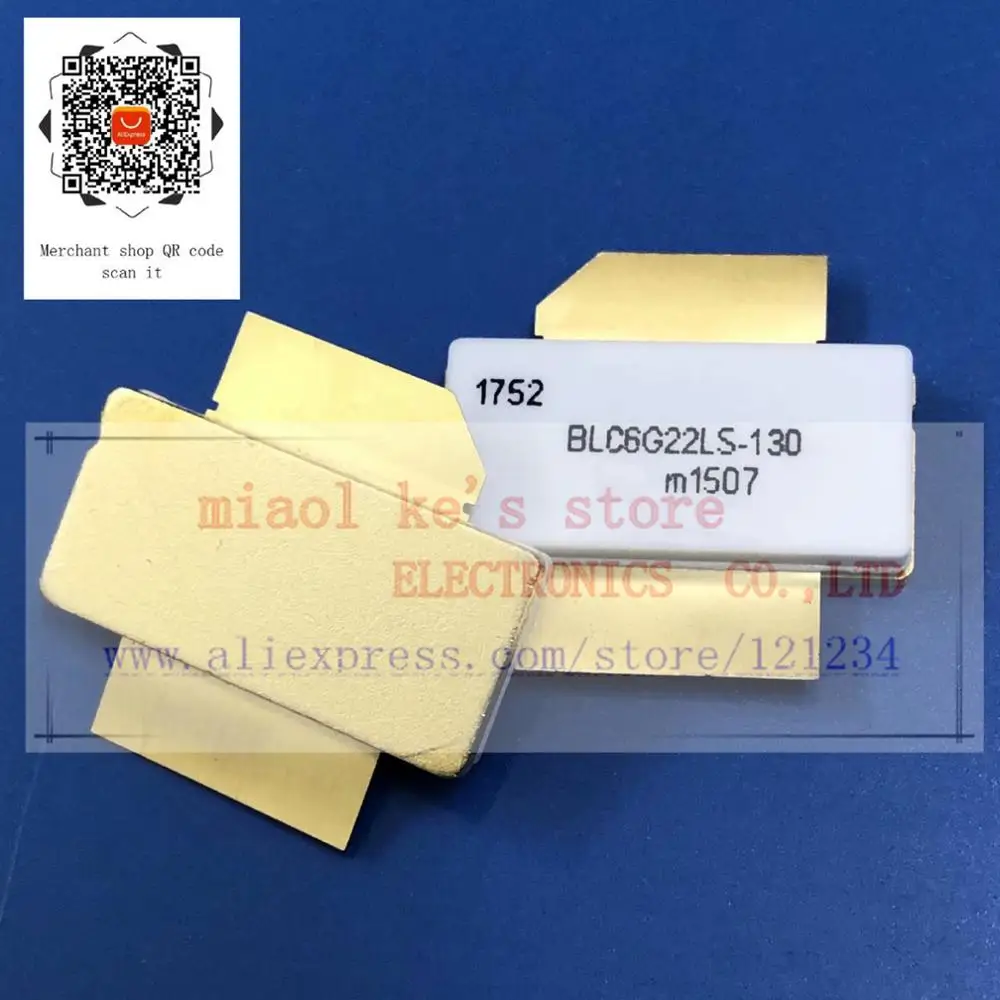 AliExpress
Merchant shop QR code
scan it
1752
BLC6G22LS-130
m1507
miaol ke's store
ELECTRONICS CO.,LTD
www.aliexpress.com/store/121234